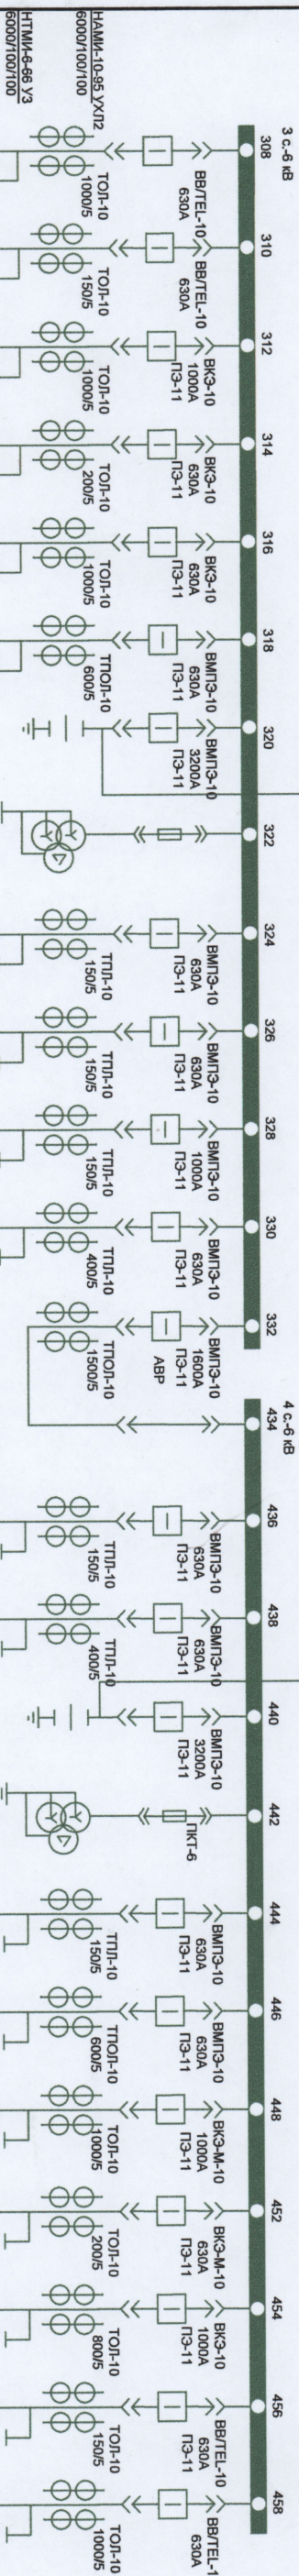 3 с.-6 кВ
308
ВВ/TEL-10
630А
ТОЛ-10
1000/5
310
ВВ/TEL-10
630А
ТОЛ-10
150/5
312
ВКЭ-10
1000А
ПЭ-11
ТОЛ-10
1000/5
314
ВКЭ-10
630А
ПЭ-11
ТОЛ-10
200/5
316
ВКЭ-10
630А
ПЭ-11
ТОЛ-10
1000/5
318
ВМПЭ-10
630А
ПЭ-11
ТПОЛ-10
600/5
320
ВМПЭ-10
3200А
ПЭ-11
322
324
ВМПЭ-10
630А
ПЭ-11
ТПЛ-10
150/5
326
ВМПЭ-10
630А
ПЭ-11
ТПЛ-10
150/5
328
ВМПЭ-10
1000А
ПЭ-11
ТПЛ-10
150/5
330
ВМПЭ-10
630А
ПЭ-11
ТПЛ-10
400/5
332
ВМПЭ-10
1600А
ПЭ-11
АВР
ТПОЛ-10
1500/5
4 с.-6 кВ
434
436
ВМПЭ-10
630А
ПЭ-11
ТПЛ-10
150/5
438
ВМПЭ-10
630А
ПЭ-11
ТПЛ-10
400/5
440
ВМПЭ-10
3200А
ПЭ-11
442
ПКТ-6
444
ВМПЭ-10
630А
ПЭ-11
ТПЛ-10
150/5
446
ВМПЭ-10
630А
ПЭ-11
ТПОЛ-10
600/5
448
ВКЭ-М-10
1000А
ПЭ-11
ТОЛ-10
1000/5
452
ВКЭ-М-10
630А
ПЭ-11
ТОЛ-10
200/5
454
ВКЭ-10
1000А
ПЭ-11
ТОЛ-10
800/5
456
ВВ/TEL-10
630А
ПЭ-11
ТОЛ-10
150/5
458
ВВ/TEL-1
630А
ТОЛ-10
1000/5
НАМИ-10-95 УХЛ2
6000/100/100
НТМИ-6-66 У3
6000/100/100